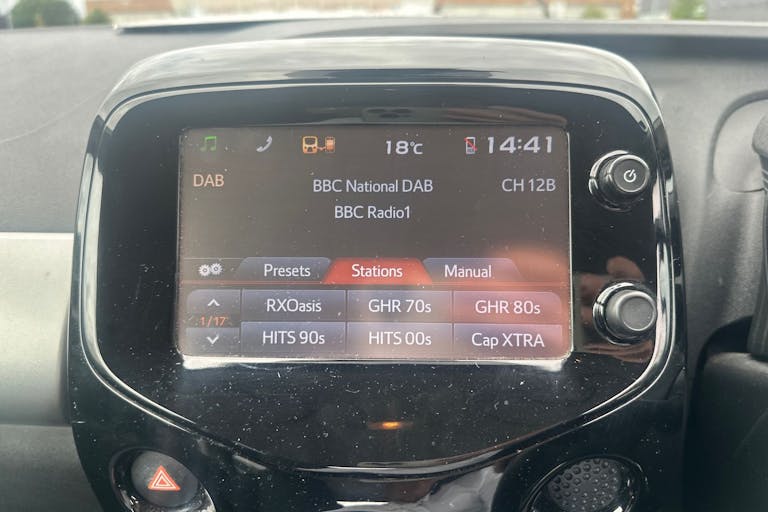 18°C 14:41
DAB BBC National DAB CH 12B
BBC Radio1
Presets Stations Manual
RXOasis GHR 70s GHR 80s
1/17
HITS 90s HITS 00s Cap XTRA